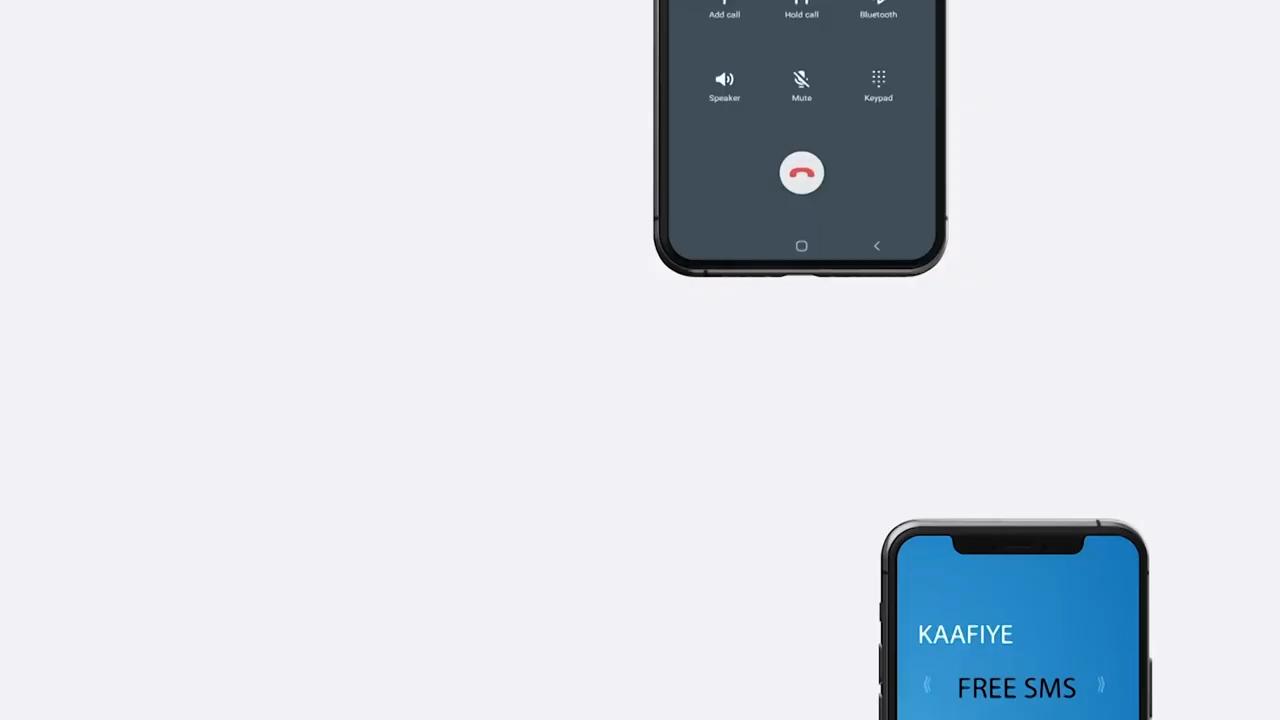 Add call Hold call Bluetooth
Speaker Mute Keypad
KAAFIYE
FREE SMS